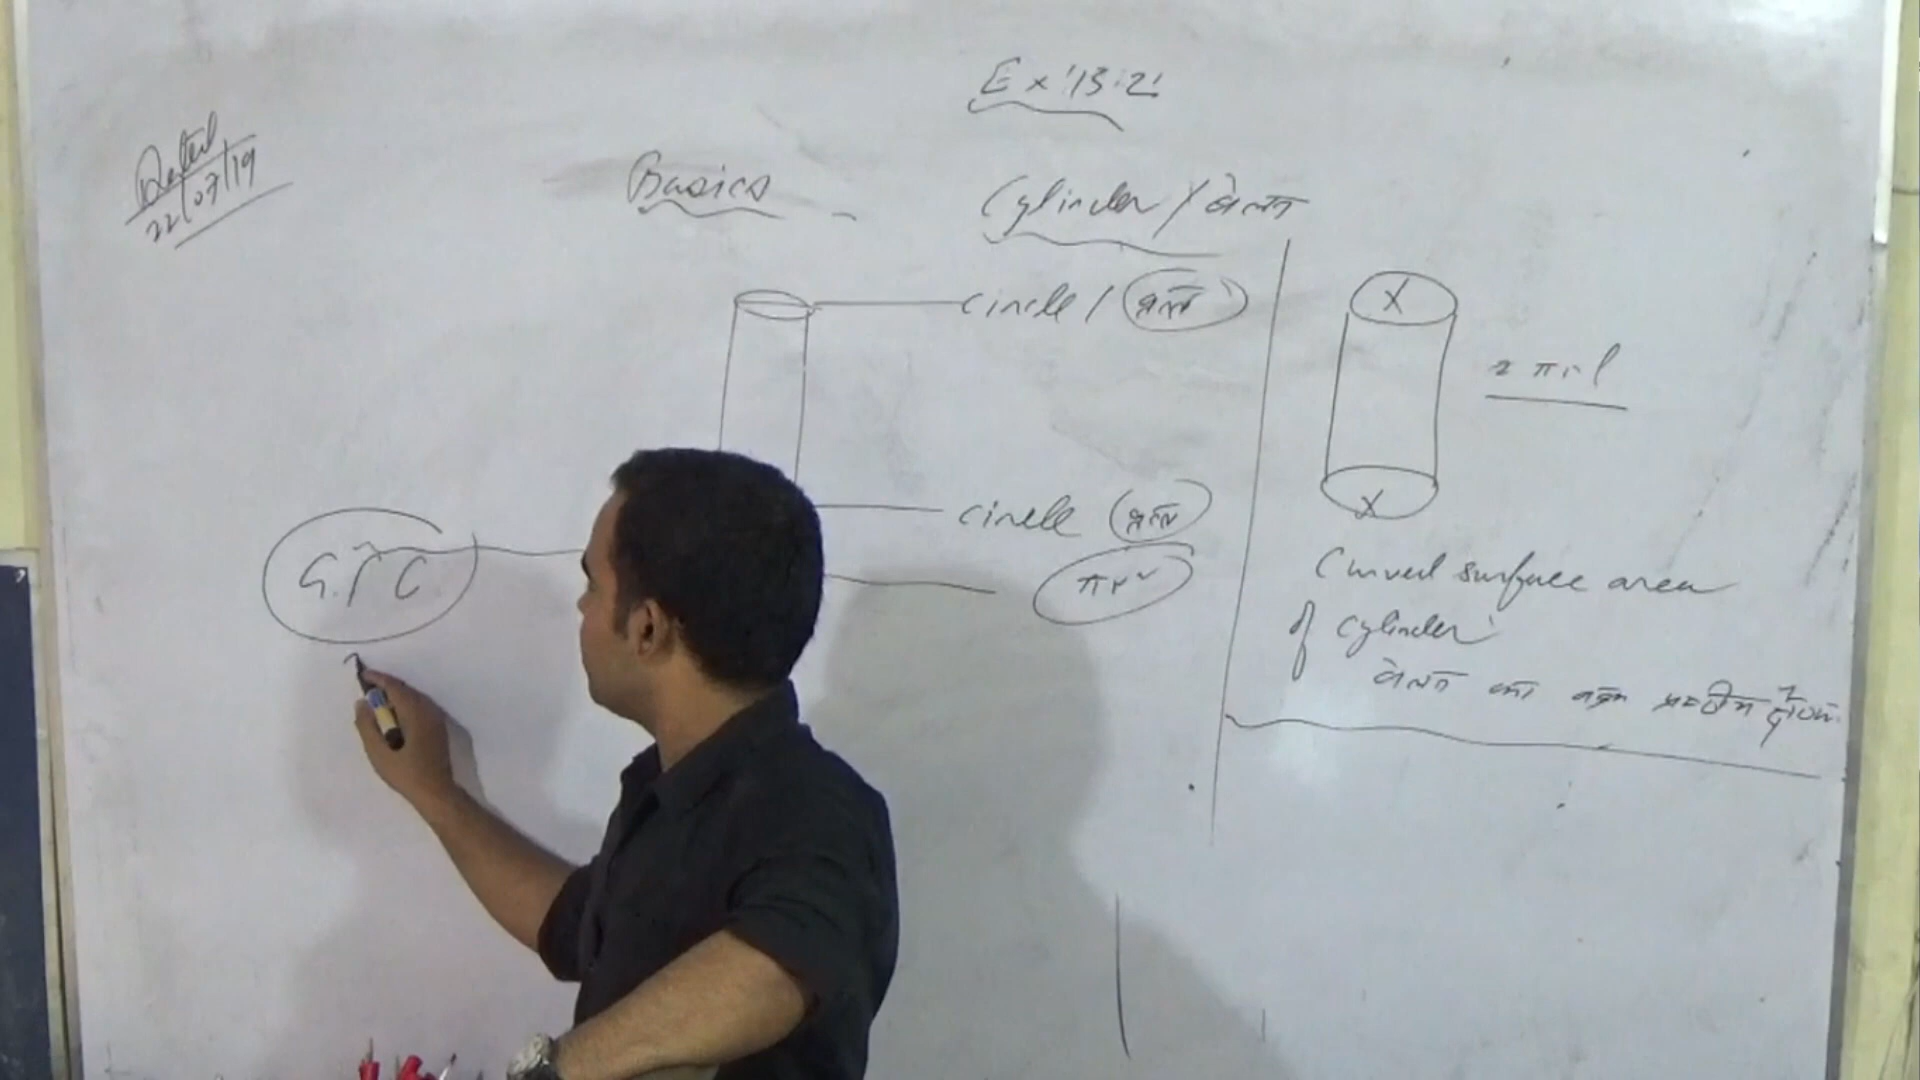 Ex '13.2'
Dated
22/07/19
Basics
Cylinder / बेलन
circle / वृत्त
2πrl
circle वृत्त
πr²
Curved surface area
of cylinder
बेलन का वक्र